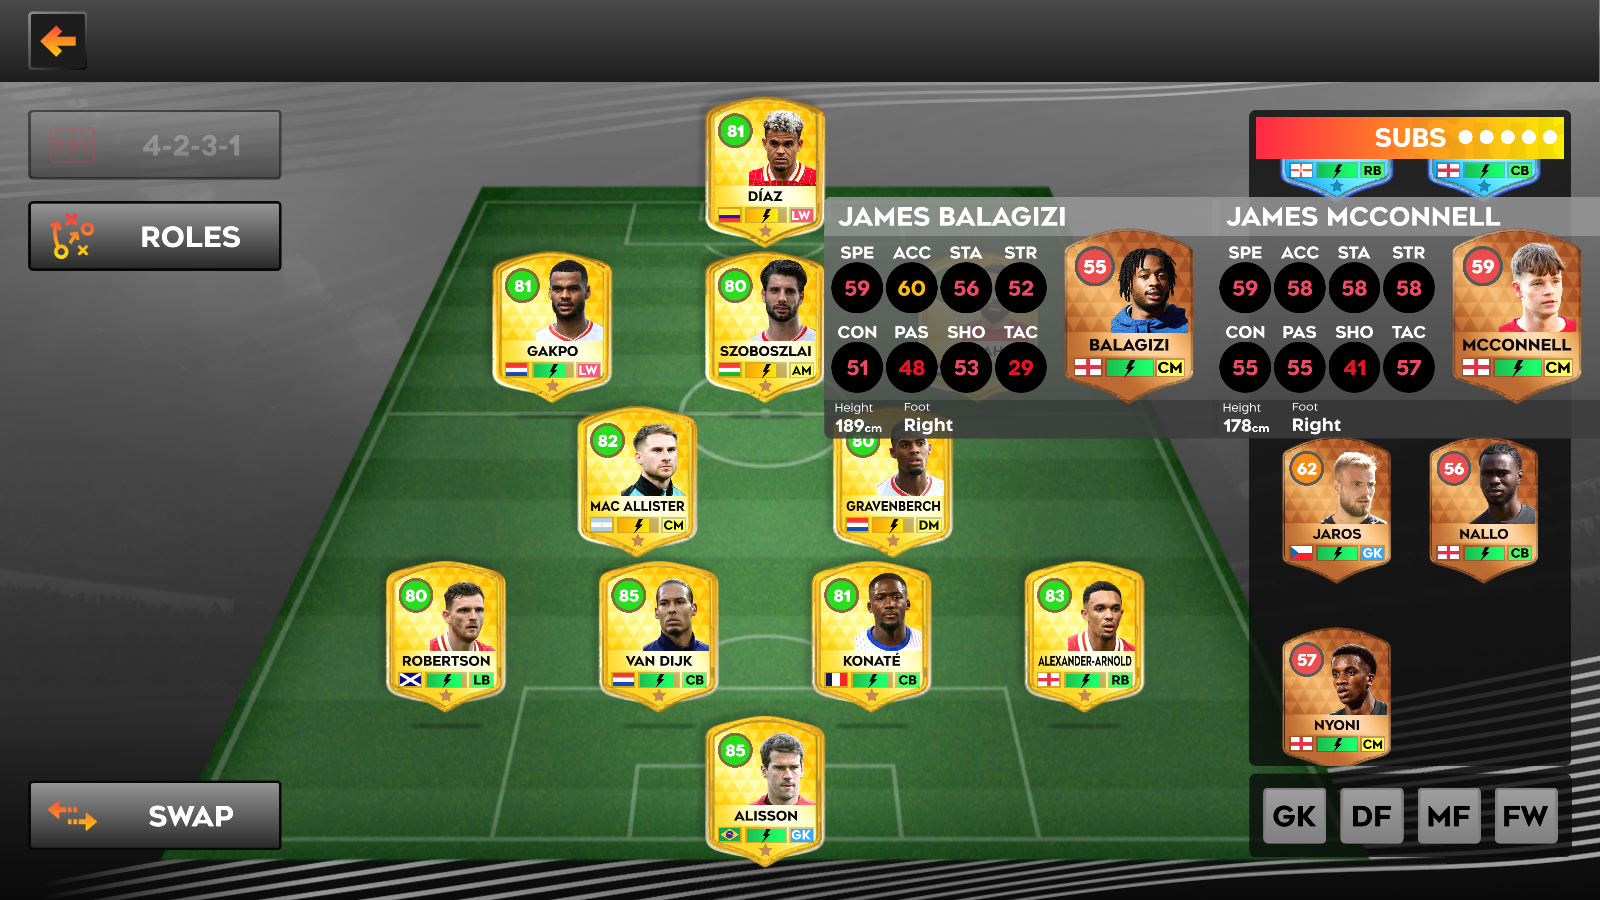 4-2-3-1
ROLES
SWAP
81
DÍAZ
LW
81
GAKPO
LW
80
SZOBOSZLAI
AM
82
MAC ALLISTER
CM
80
GRAVENBERCH
DM
80
ROBERTSON
LB
85
VAN DIJK
CB
81
KONATÉ
CB
83
ALEXANDER-ARNOLD
RB
85
ALISSON
GK
SUBS
RB
CB
JAMES BALAGIZI
SPE ACC STA STR
59 60 56 52
CON PAS SHO TAC
51 48 53 29
Height Foot
189cm Right
55
BALAGIZI
CM
JAMES MCCONNELL
SPE ACC STA STR
59 58 58 58
CON PAS SHO TAC
55 55 41 57
Height Foot
178cm Right
59
MCCONNELL
CM
62
JAROS
GK
56
NALLO
CB
57
NYONI
CM
GK DF MF FW